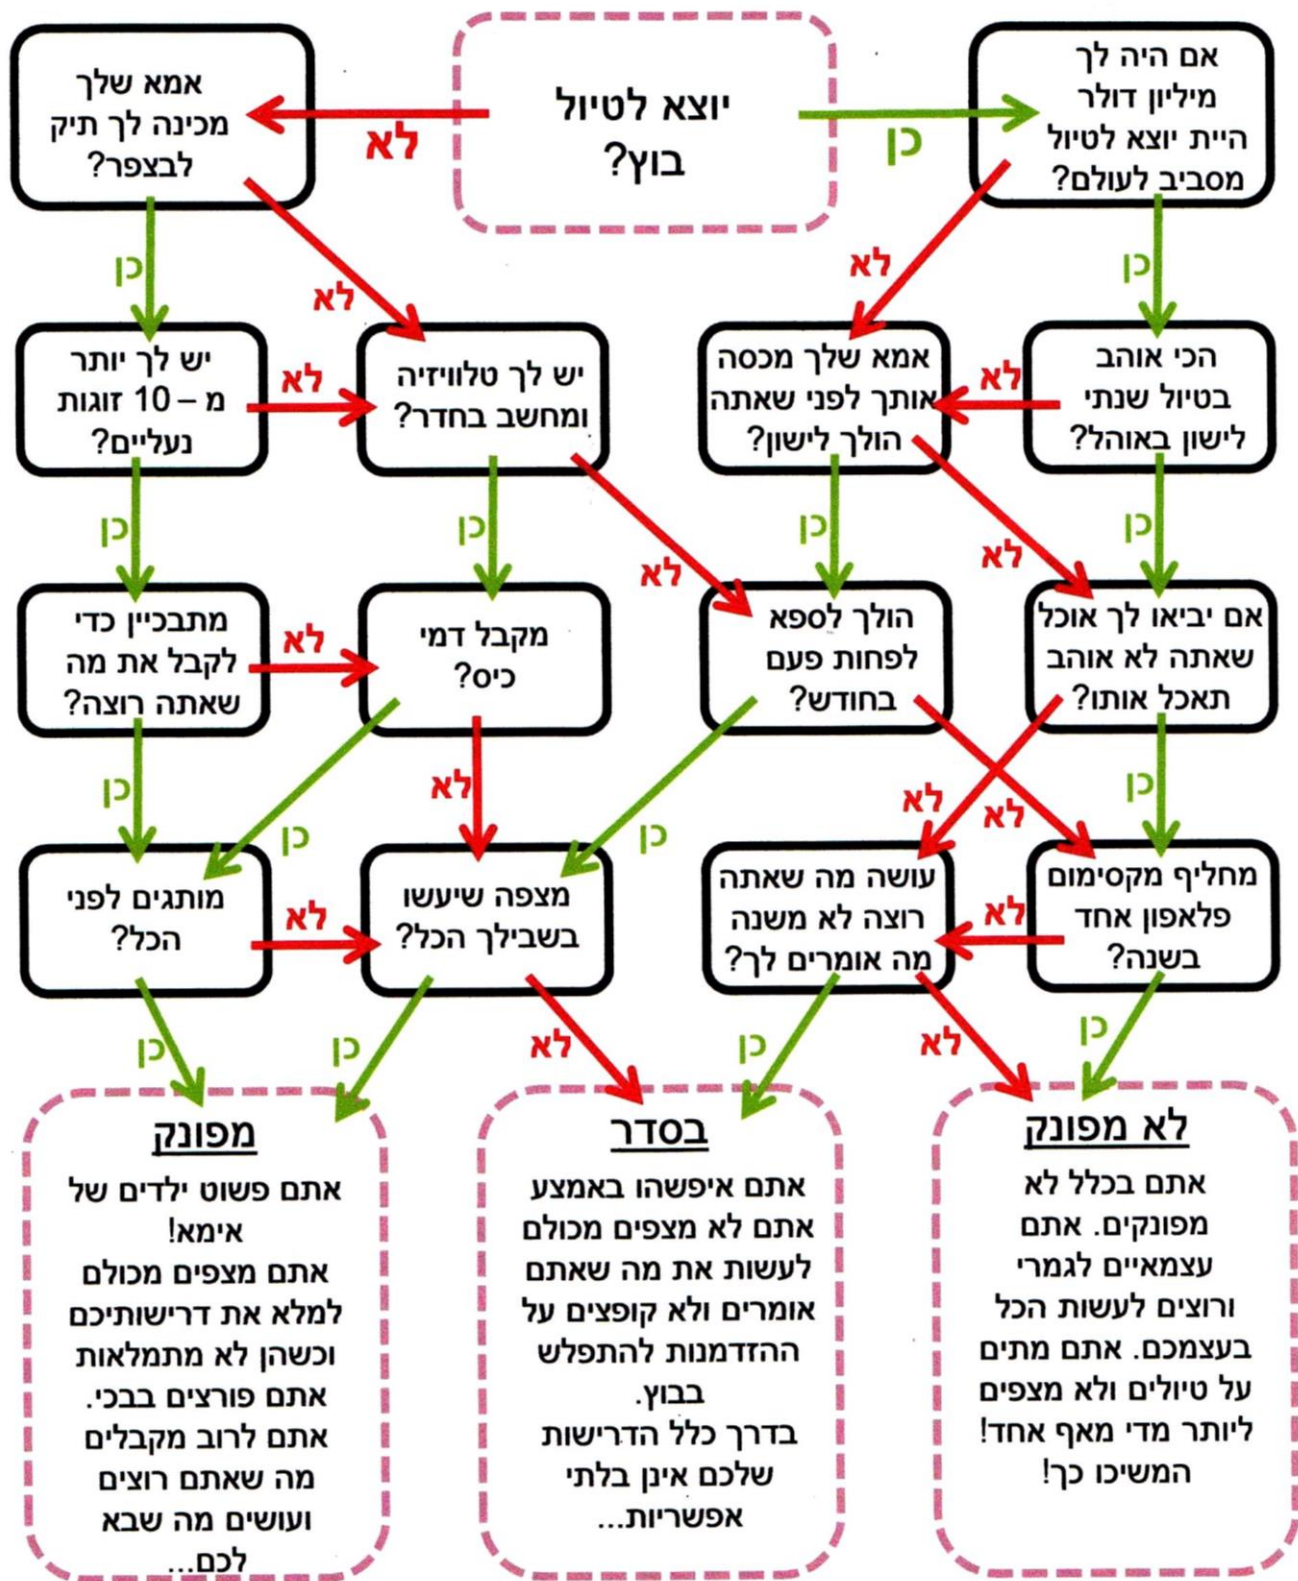 יוצא לטיול
בוץ?
כן
לא
אם היה לך
מיליון דולר
היית יוצא לטיול
מסביב לעולם?
אמא שלך
מכינה לך תיק
לבצפר?
כן
לא
לא
כן
הכי אוהב
בטיול שנתי
לישון באוהל?
לא
אמא שלך מכסה
אותך לפני שאתה
הולך לישון?
יש לך טלוויזיה
ומחשב בחדר?
לא
יש לך יותר
מ – 10 זוגות
נעליים?
כן
לא
כן
לא
כן
כן
אם יביאו לך אוכל
שאתה לא אוהב
תאכל אותו?
הולך לספא
לפחות פעם
בחודש?
מקבל דמי
כיס?
לא
מתבכיין כדי
לקבל את מה
שאתה רוצה?
כן
לא
לא
כן
לא
כן
כן
מחליף מקסימום
פלאפון אחד
בשנה?
לא
עושה מה שאתה
רוצה לא משנה
מה אומרים לך?
מצפה שיעשו
בשבילך הכל?
לא
מותגים לפני
הכל?
כן
לא
כן
לא
כן
כן
לא מפונק
אתם בכלל לא
מפונקים. אתם
עצמאיים לגמרי
ורוצים לעשות הכל
בעצמכם. אתם מתים
על טיולים ולא מצפים
ליותר מדי מאף אחד!
המשיכו כך!
בסדר
אתם איפשהו באמצע
אתם לא מצפים מכולם
לעשות את מה שאתם
אומרים ולא קופצים על
ההזדמנות להתפלש
בבוץ.
בדרך כלל הדרישות
שלכם אינן בלתי
אפשריות...
מפונק
אתם פשוט ילדים של
אימא!
אתם מצפים מכולם
למלא את דרישותיכם
וכשהן לא מתמלאות
אתם פורצים בבכי.
אתם לרוב מקבלים
מה שאתם רוצים
ועושים מה שבא
לכם...